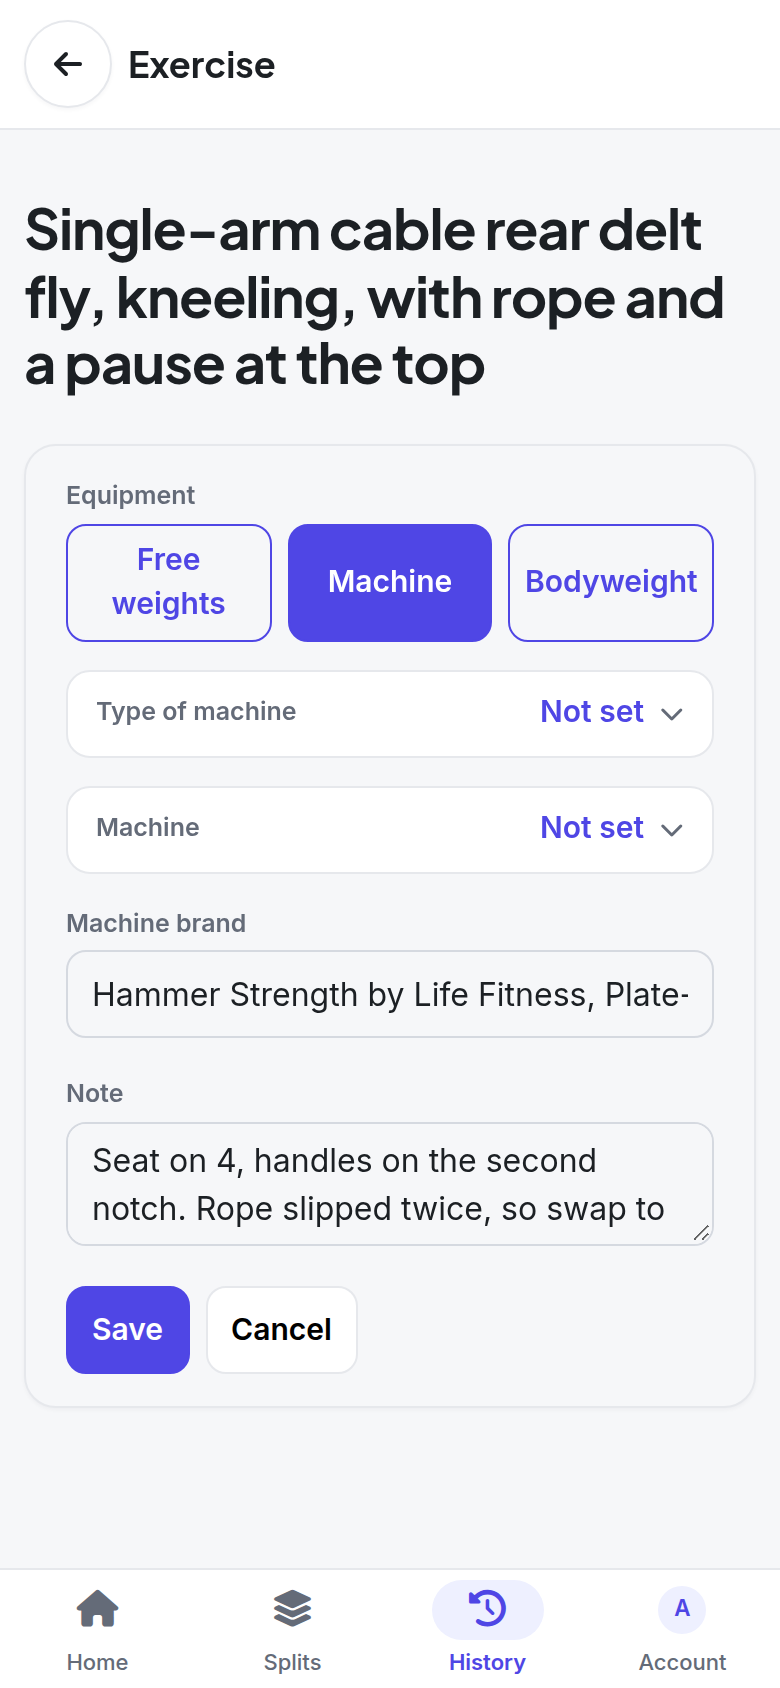 Exercise
Single-arm cable rear delt
fly, kneeling, with rope and
a pause at the top
Equipment
Free
weights
Machine
Bodyweight
Type of machine
Not set
Machine
Not set
Machine brand
Hammer Strength by Life Fitness, Plate-
Note
Seat on 4, handles on the second
notch. Rope slipped twice, so swap to
Save
Cancel
Home
Splits
History
A
Account